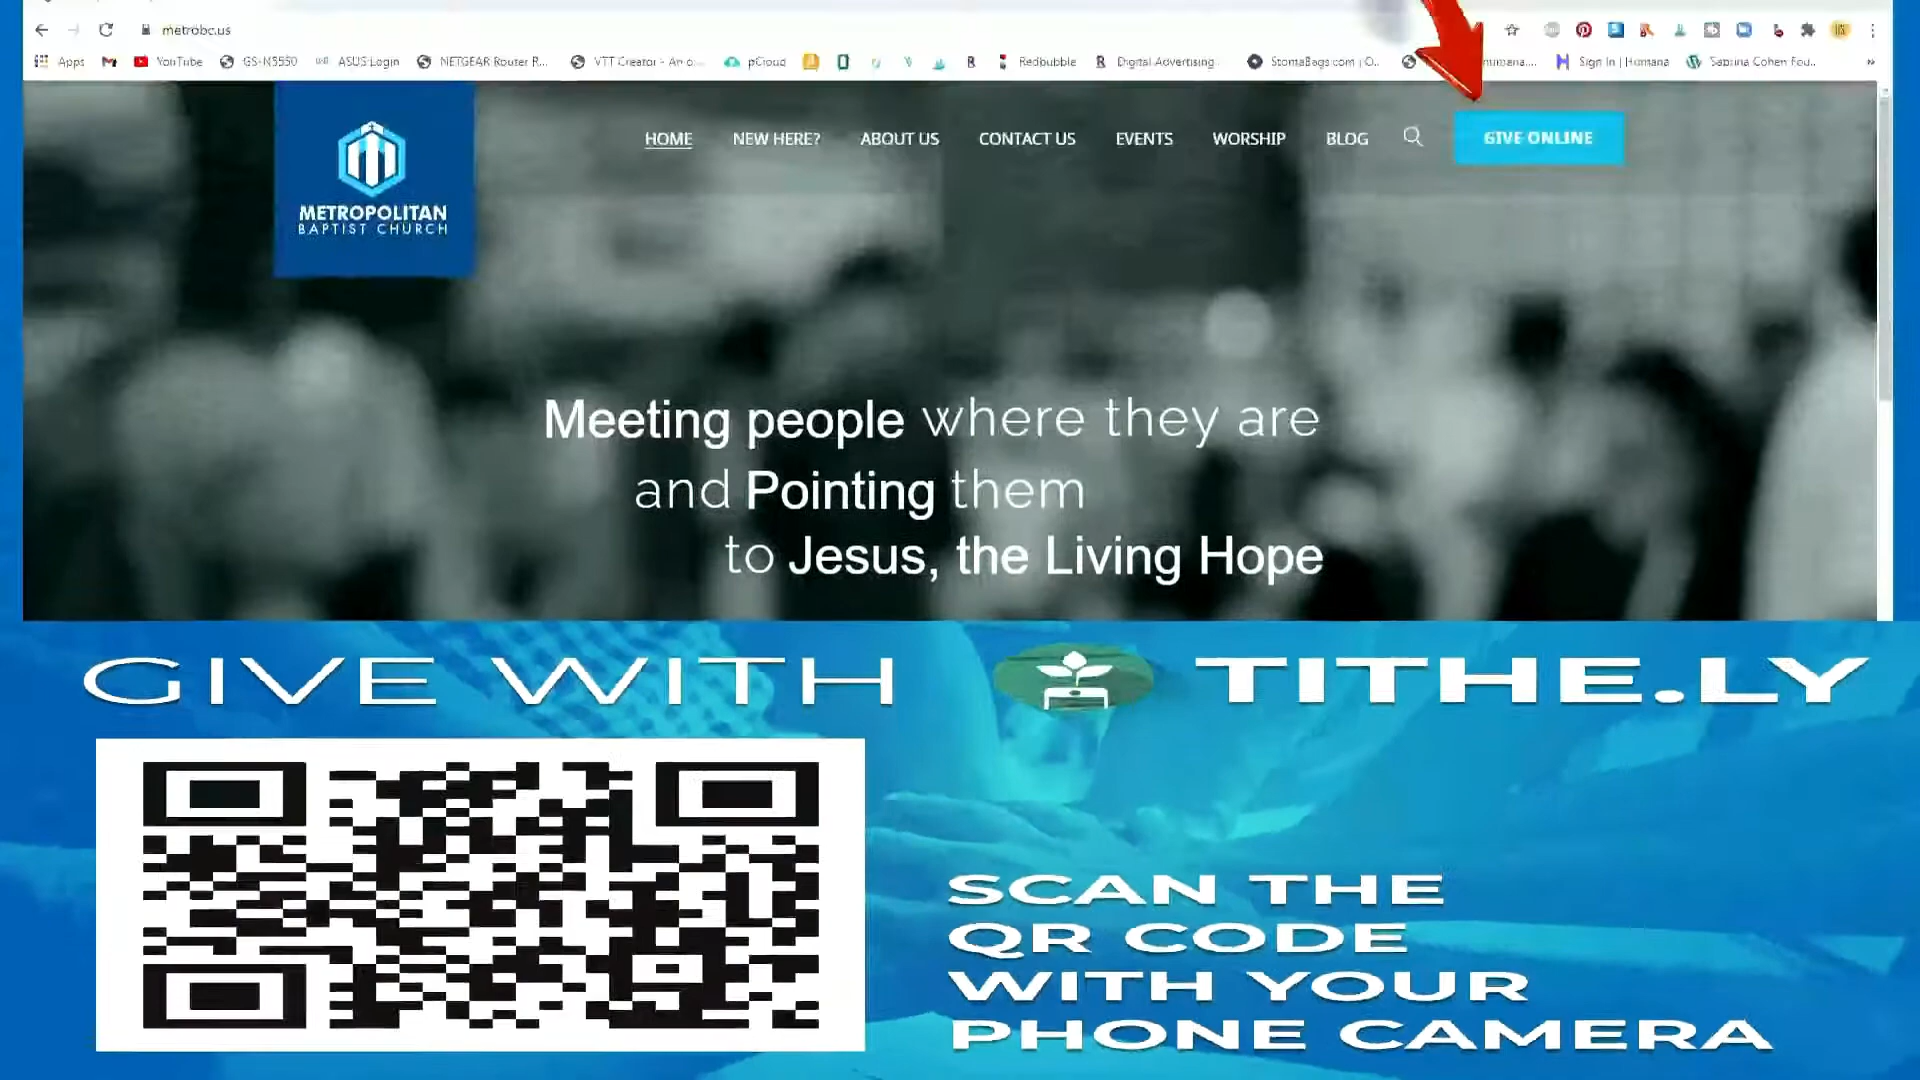 metrobc.us
Apps YouTube GS-N5550 ASUS Login NETGEAR Router R... VTT Creator - An o... pCloud Redbubble Digital Advertising StomaBags.com | O... Sign In | Humana Sabrina Cohen Fou...
HOME NEW HERE? ABOUT US CONTACT US EVENTS WORSHIP BLOG GIVE ONLINE
METROPOLITAN
BAPTIST CHURCH
Meeting people where they are
and Pointing them
to Jesus, the Living Hope
GIVE WITH TITHE.LY
SCAN THE
QR CODE
WITH YOUR
PHONE CAMERA